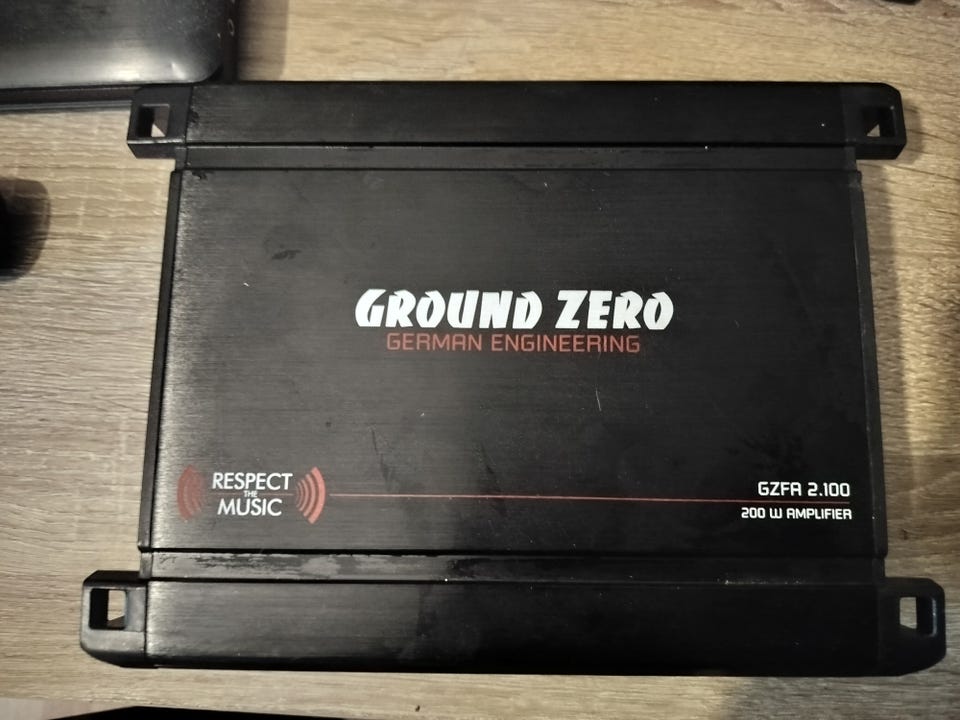 GROUND ZERO
GERMAN ENGINEERING
RESPECT
THE
MUSIC
GZFA 2.100
200 W AMPLIFIER